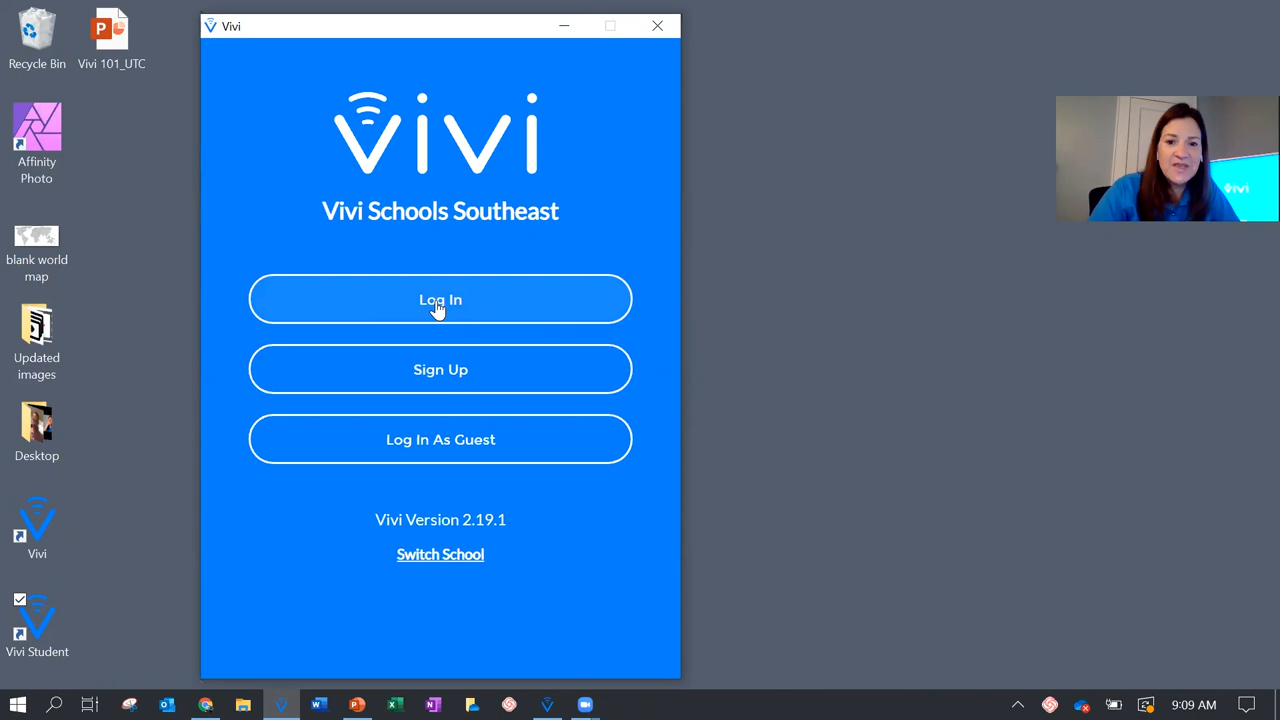 Recycle Bin
Vivi 101_UTC
Affinity
Photo
blank world
map
Updated
images
Desktop
Vivi
Vivi Student
Vivi
vivi
Vivi Schools Southeast
Log In
Sign Up
Log In As Guest
Vivi Version 2.19.1
Switch School
vivi
9:09 AM